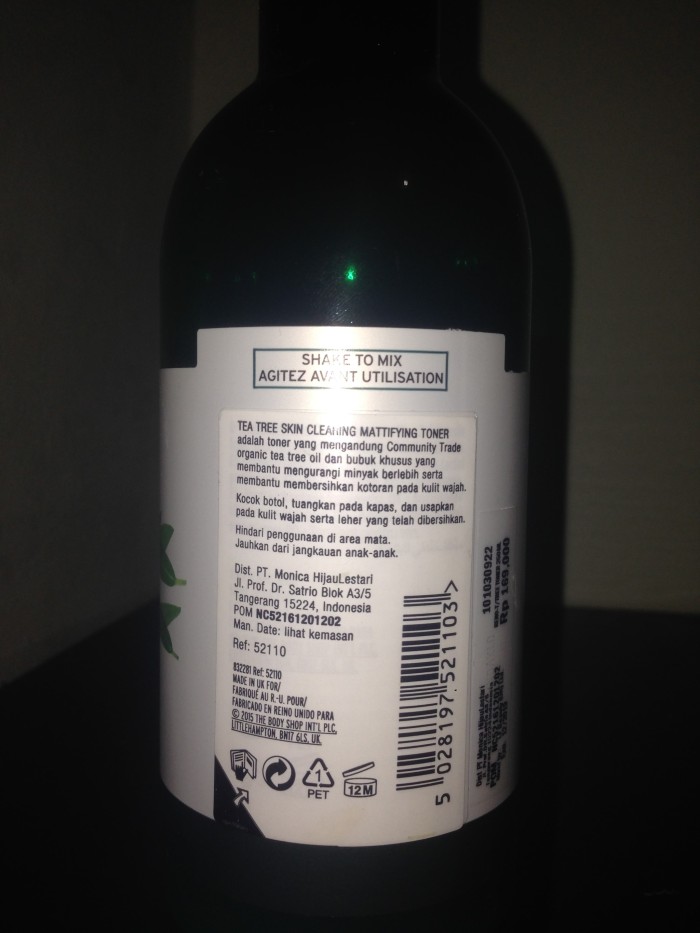 SHAKE TO MIX
AGITEZ AVANT UTILISATION
TEA TREE SKIN CLEARING MATTIFYING TONER
adalah toner yang mengandung Community Trade
organic tea tree oil dan bubuk khusus yang
membantu mengurangi minyak berlebih serta
membantu membersihkan kotoran pada kulit wajah.
Kocok botol, tuangkan pada kapas, dan usapkan
pada kulit wajah serta leher yang telah dibersihkan.
Hindari penggunaan di area mata.
Jauhkan dari jangkauan anak-anak.
Dist. PT. Monica HijauLestari
Jl. Prof. Dr. Satrio Blok A3/5
Tangerang 15224, Indonesia
POM NC52161201202
Man. Date: lihat kemasan
Ref: 52110
832281 Ref: 52110
MADE IN UK FOR/
FABRIQUÉ AU R.-U. POUR/
FABRICADO EN REINO UNIDO PARA
© 2015 THE BODY SHOP INT'L PLC,
LITTLEHAMPTON, BN17 6LS, UK
1
PET
12M
5 028197 521103 >
101030922
Rp 169.000
Dist PT Monica HijauLestari